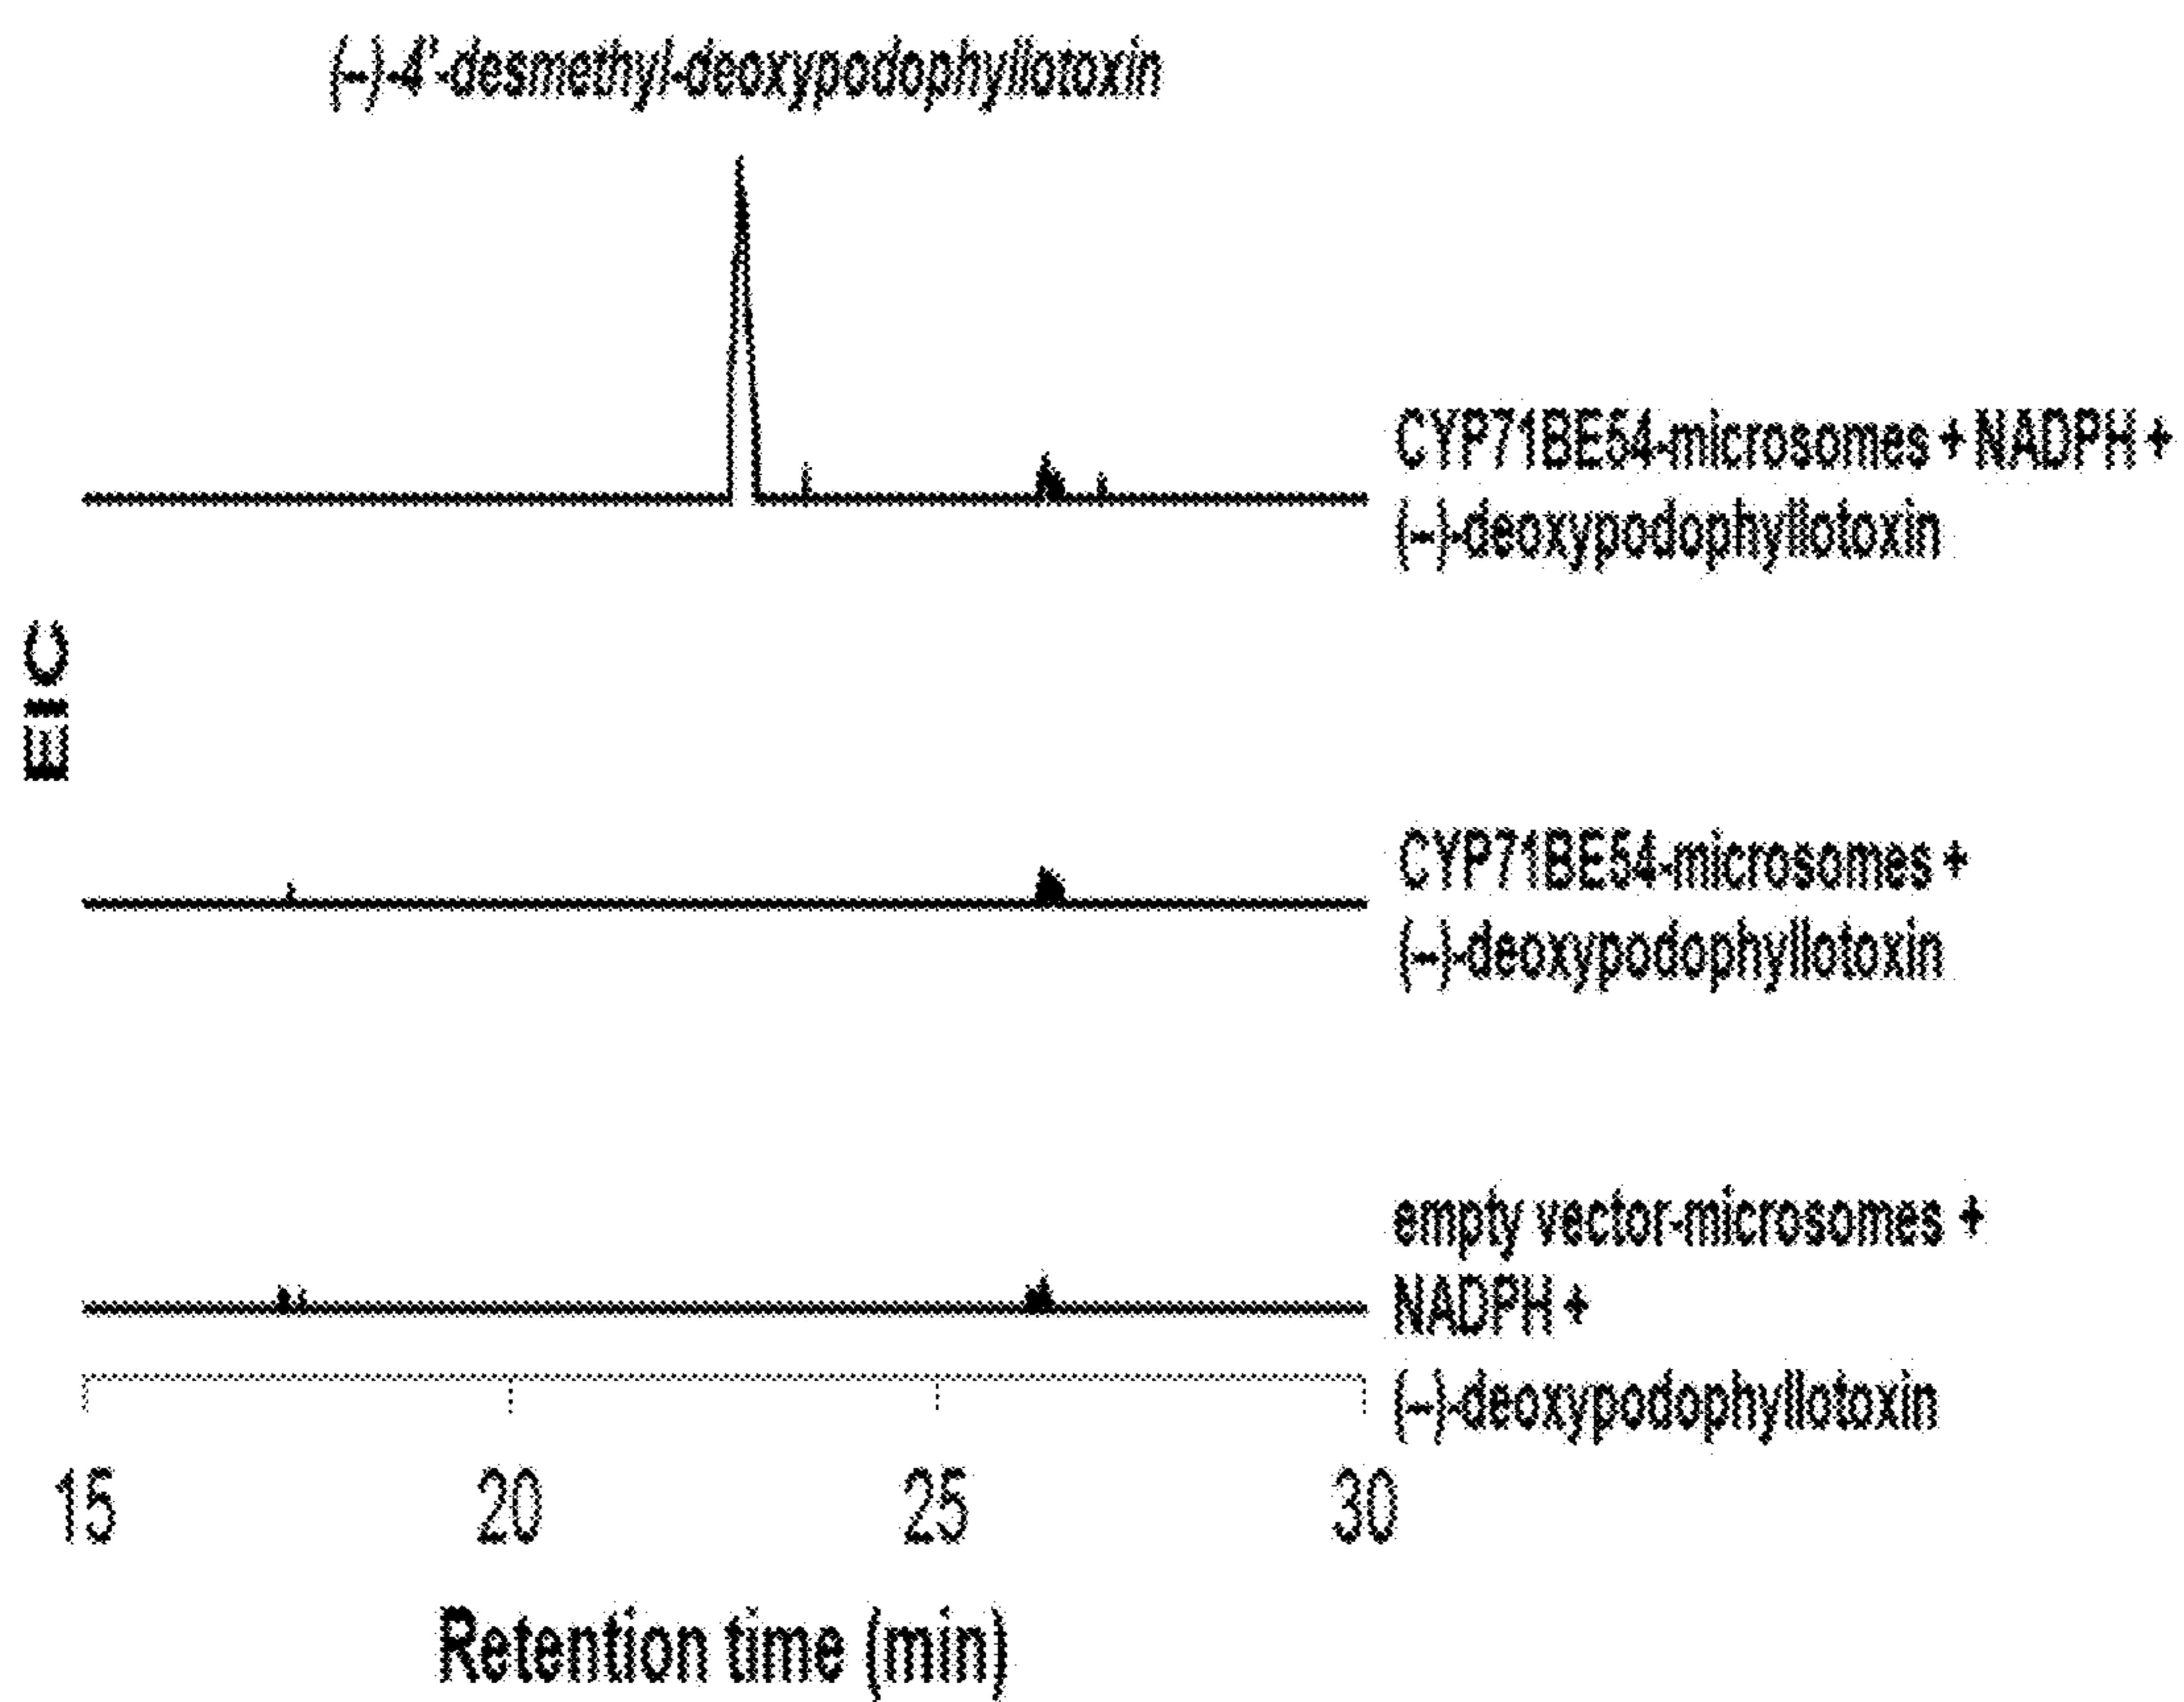 (–)-4'-desmethyl-deoxypodophyllotoxin
CYP71BE54-microsomes + NADPH +
(–)-deoxypodophyllotoxin
EIC
CYP71BE54-microsomes +
(–)-deoxypodophyllotoxin
empty vector-microsomes +
NADPH +
(–)-deoxypodophyllotoxin
15 20 25 30
Retention time (min)